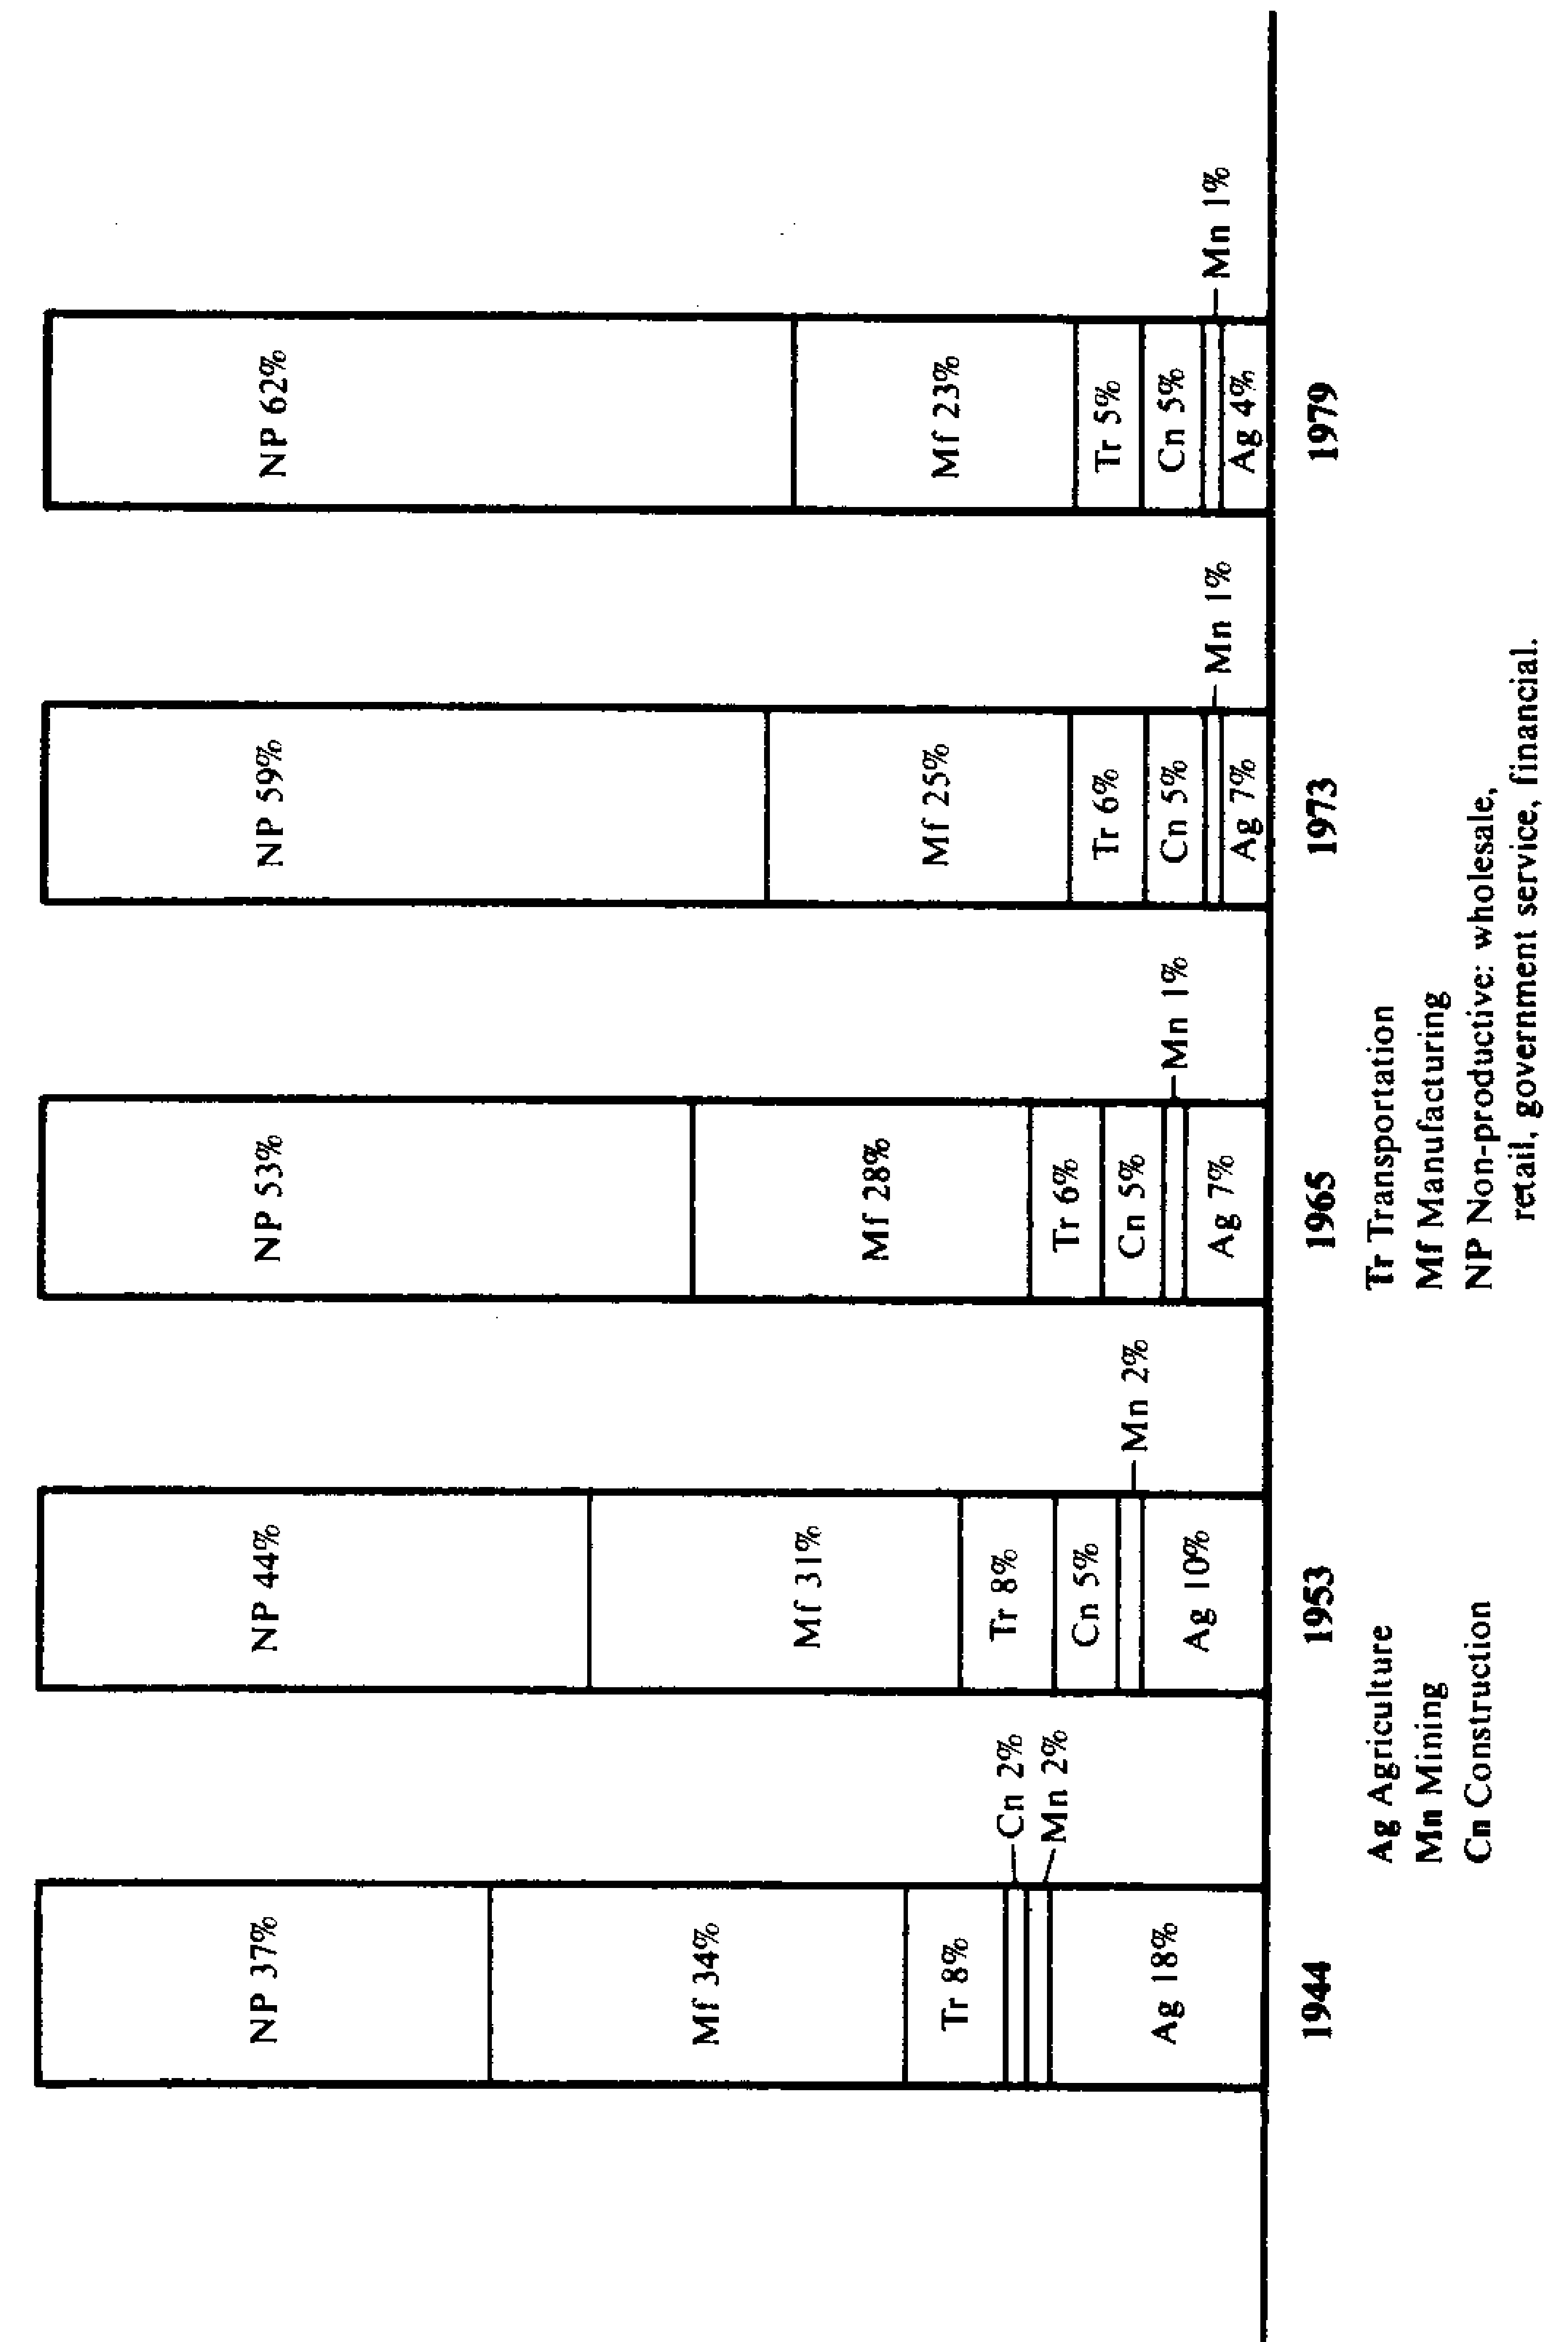 NP 37%
Mf 34%
Tr 8%
Cn 2%
Mn 2%
Ag 18%
1944
NP 44%
Mf 31%
Tr 8%
Cn 5%
Mn 2%
Ag 10%
1953
NP 53%
Mf 28%
Tr 6%
Cn 5%
Mn 1%
Ag 7%
1965
NP 59%
Mf 25%
Tr 6%
Cn 5%
Mn 1%
Ag 7%
1973
NP 62%
Mf 23%
Tr 5%
Cn 5%
Mn 1%
Ag 4%
1979
Ag Agriculture
Mn Mining
Cn Construction
Tr Transportation
Mf Manufacturing
NP Non-productive: wholesale,
retail, government service, financial.